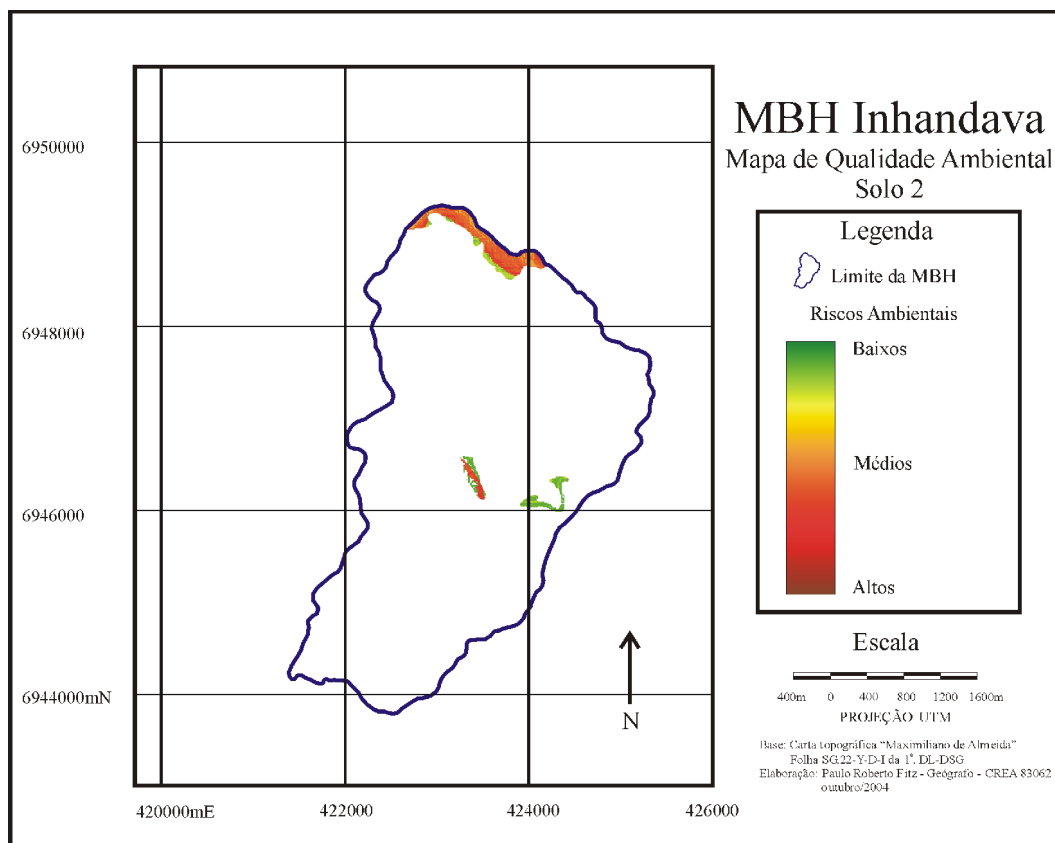 MBH Inhandava
Mapa de Qualidade Ambiental
Solo 2
Legenda
Limite da MBH
Riscos Ambientais
Baixos
Médios
Altos
Escala
400m 0 400 800 1200 1600m
PROJEÇÃO UTM
Base: Carta topográfica "Maximiliano de Almeida"
Folha SG.22-Y-D-I da 1ª. DL-DSG
Elaboração: Paulo Roberto Fitz - Geógrafo - CREA 83062
outubro/2004
N
6950000
6948000
6946000
6944000mN
420000mE 422000 424000 426000